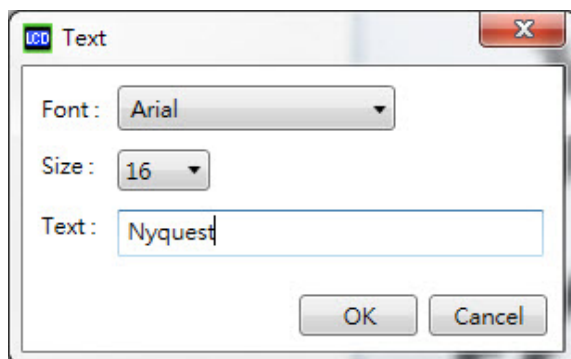 LCD Text X
Font : Arial
Size : 16
Text : Nyquest
OK Cancel